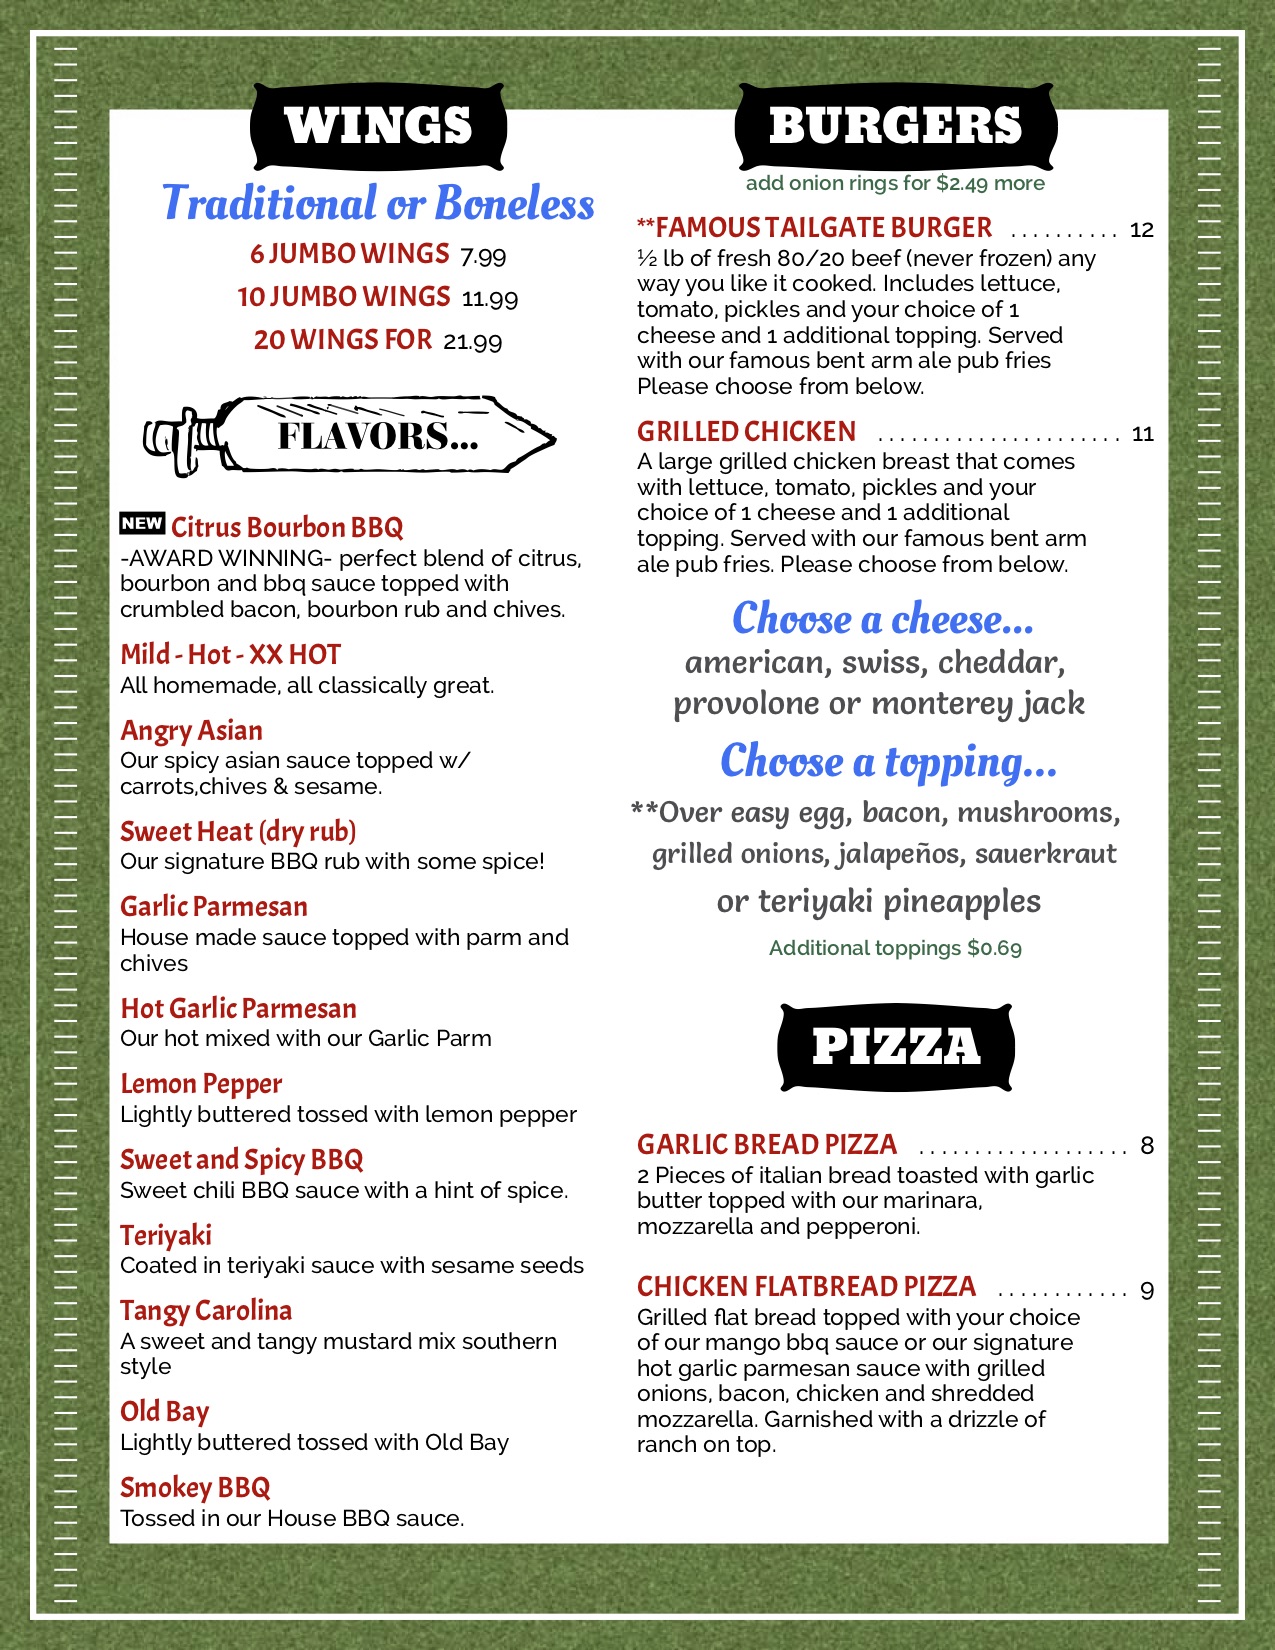 WINGS
Traditional or Boneless
6 JUMBO WINGS 7.99
10 JUMBO WINGS 11.99
20 WINGS FOR 21.99
FLAVORS...
NEW Citrus Bourbon BBQ
-AWARD WINNING- perfect blend of citrus,
bourbon and bbq sauce topped with
crumbled bacon, bourbon rub and chives.
Mild - Hot - XX HOT
All homemade, all classically great.
Angry Asian
Our spicy asian sauce topped w/
carrots,chives & sesame.
Sweet Heat (dry rub)
Our signature BBQ rub with some spice!
Garlic Parmesan
House made sauce topped with parm and
chives
Hot Garlic Parmesan
Our hot mixed with our Garlic Parm
Lemon Pepper
Lightly buttered tossed with lemon pepper
Sweet and Spicy BBQ
Sweet chili BBQ sauce with a hint of spice.
Teriyaki
Coated in teriyaki sauce with sesame seeds
Tangy Carolina
A sweet and tangy mustard mix southern
style
Old Bay
Lightly buttered tossed with Old Bay
Smokey BBQ
Tossed in our House BBQ sauce.
BURGERS
add onion rings for $2.49 more
**FAMOUS TAILGATE BURGER . . . . . . . . . . 12
½ lb of fresh 80/20 beef (never frozen) any
way you like it cooked. Includes lettuce,
tomato, pickles and your choice of 1
cheese and 1 additional topping. Served
with our famous bent arm ale pub fries
Please choose from below.
GRILLED CHICKEN . . . . . . . . . . . . . . . . . . . . . . 11
A large grilled chicken breast that comes
with lettuce, tomato, pickles and your
choice of 1 cheese and 1 additional
topping. Served with our famous bent arm
ale pub fries. Please choose from below.
Choose a cheese...
american, swiss, cheddar,
provolone or monterey jack
Choose a topping...
**Over easy egg, bacon, mushrooms,
grilled onions, jalapeños, sauerkraut
or teriyaki pineapples
Additional toppings $0.69
PIZZA
GARLIC BREAD PIZZA . . . . . . . . . . . . . . . . . . . 8
2 Pieces of italian bread toasted with garlic
butter topped with our marinara,
mozzarella and pepperoni.
CHICKEN FLATBREAD PIZZA . . . . . . . . . . . . 9
Grilled flat bread topped with your choice
of our mango bbq sauce or our signature
hot garlic parmesan sauce with grilled
onions, bacon, chicken and shredded
mozzarella. Garnished with a drizzle of
ranch on top.